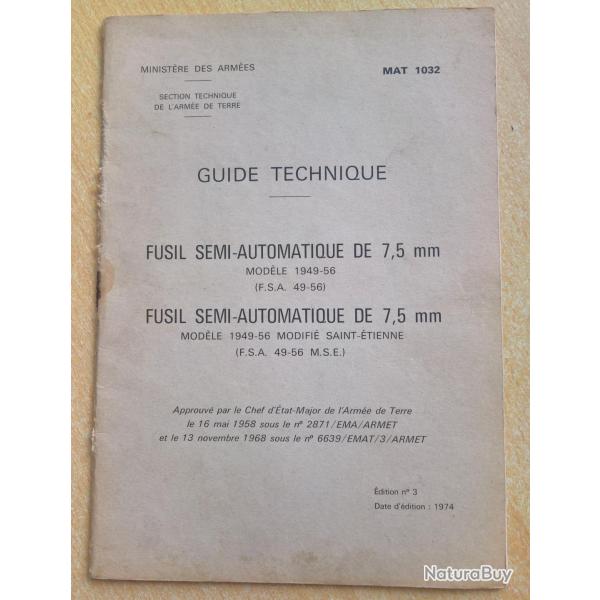 MINISTÈRE DES ARMÉES
MAT 1032
SECTION TECHNIQUE
DE L'ARMÉE DE TERRE
GUIDE TECHNIQUE
FUSIL SEMI-AUTOMATIQUE DE 7,5 mm
MODÈLE 1949-56
(F.S.A. 49-56)
FUSIL SEMI-AUTOMATIQUE DE 7,5 mm
MODÈLE 1949-56 MODIFIÉ SAINT-ÉTIENNE
(F.S.A. 49-56 M.S.E.)
Approuvé par le Chef d'État-Major de l'Armée de Terre
le 16 mai 1958 sous le n° 2871/EMA/ARMET
et le 13 novembre 1968 sous le n° 6639/EMAT/3/ARMET
Édition n° 3
Date d'édition : 1974
NaturaBuy